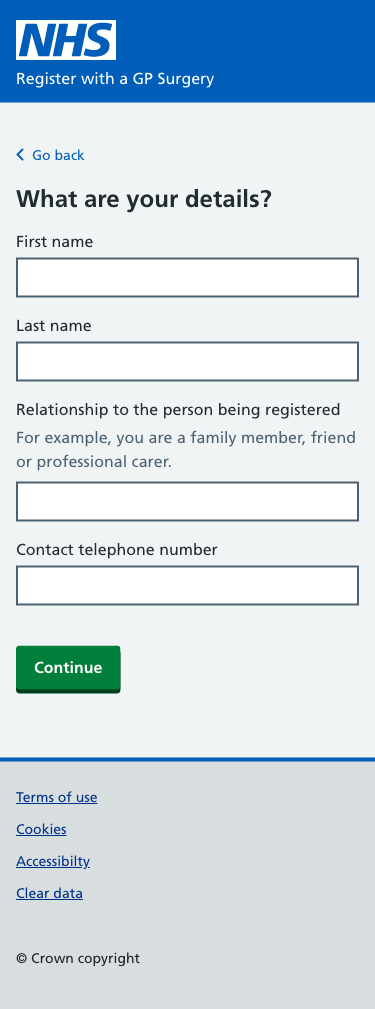 NHS
Register with a GP Surgery
Go back
What are your details?
First name
Last name
Relationship to the person being registered
For example, you are a family member, friend
or professional carer.
Contact telephone number
Continue
Terms of use
Cookies
Accessibilty
Clear data
© Crown copyright